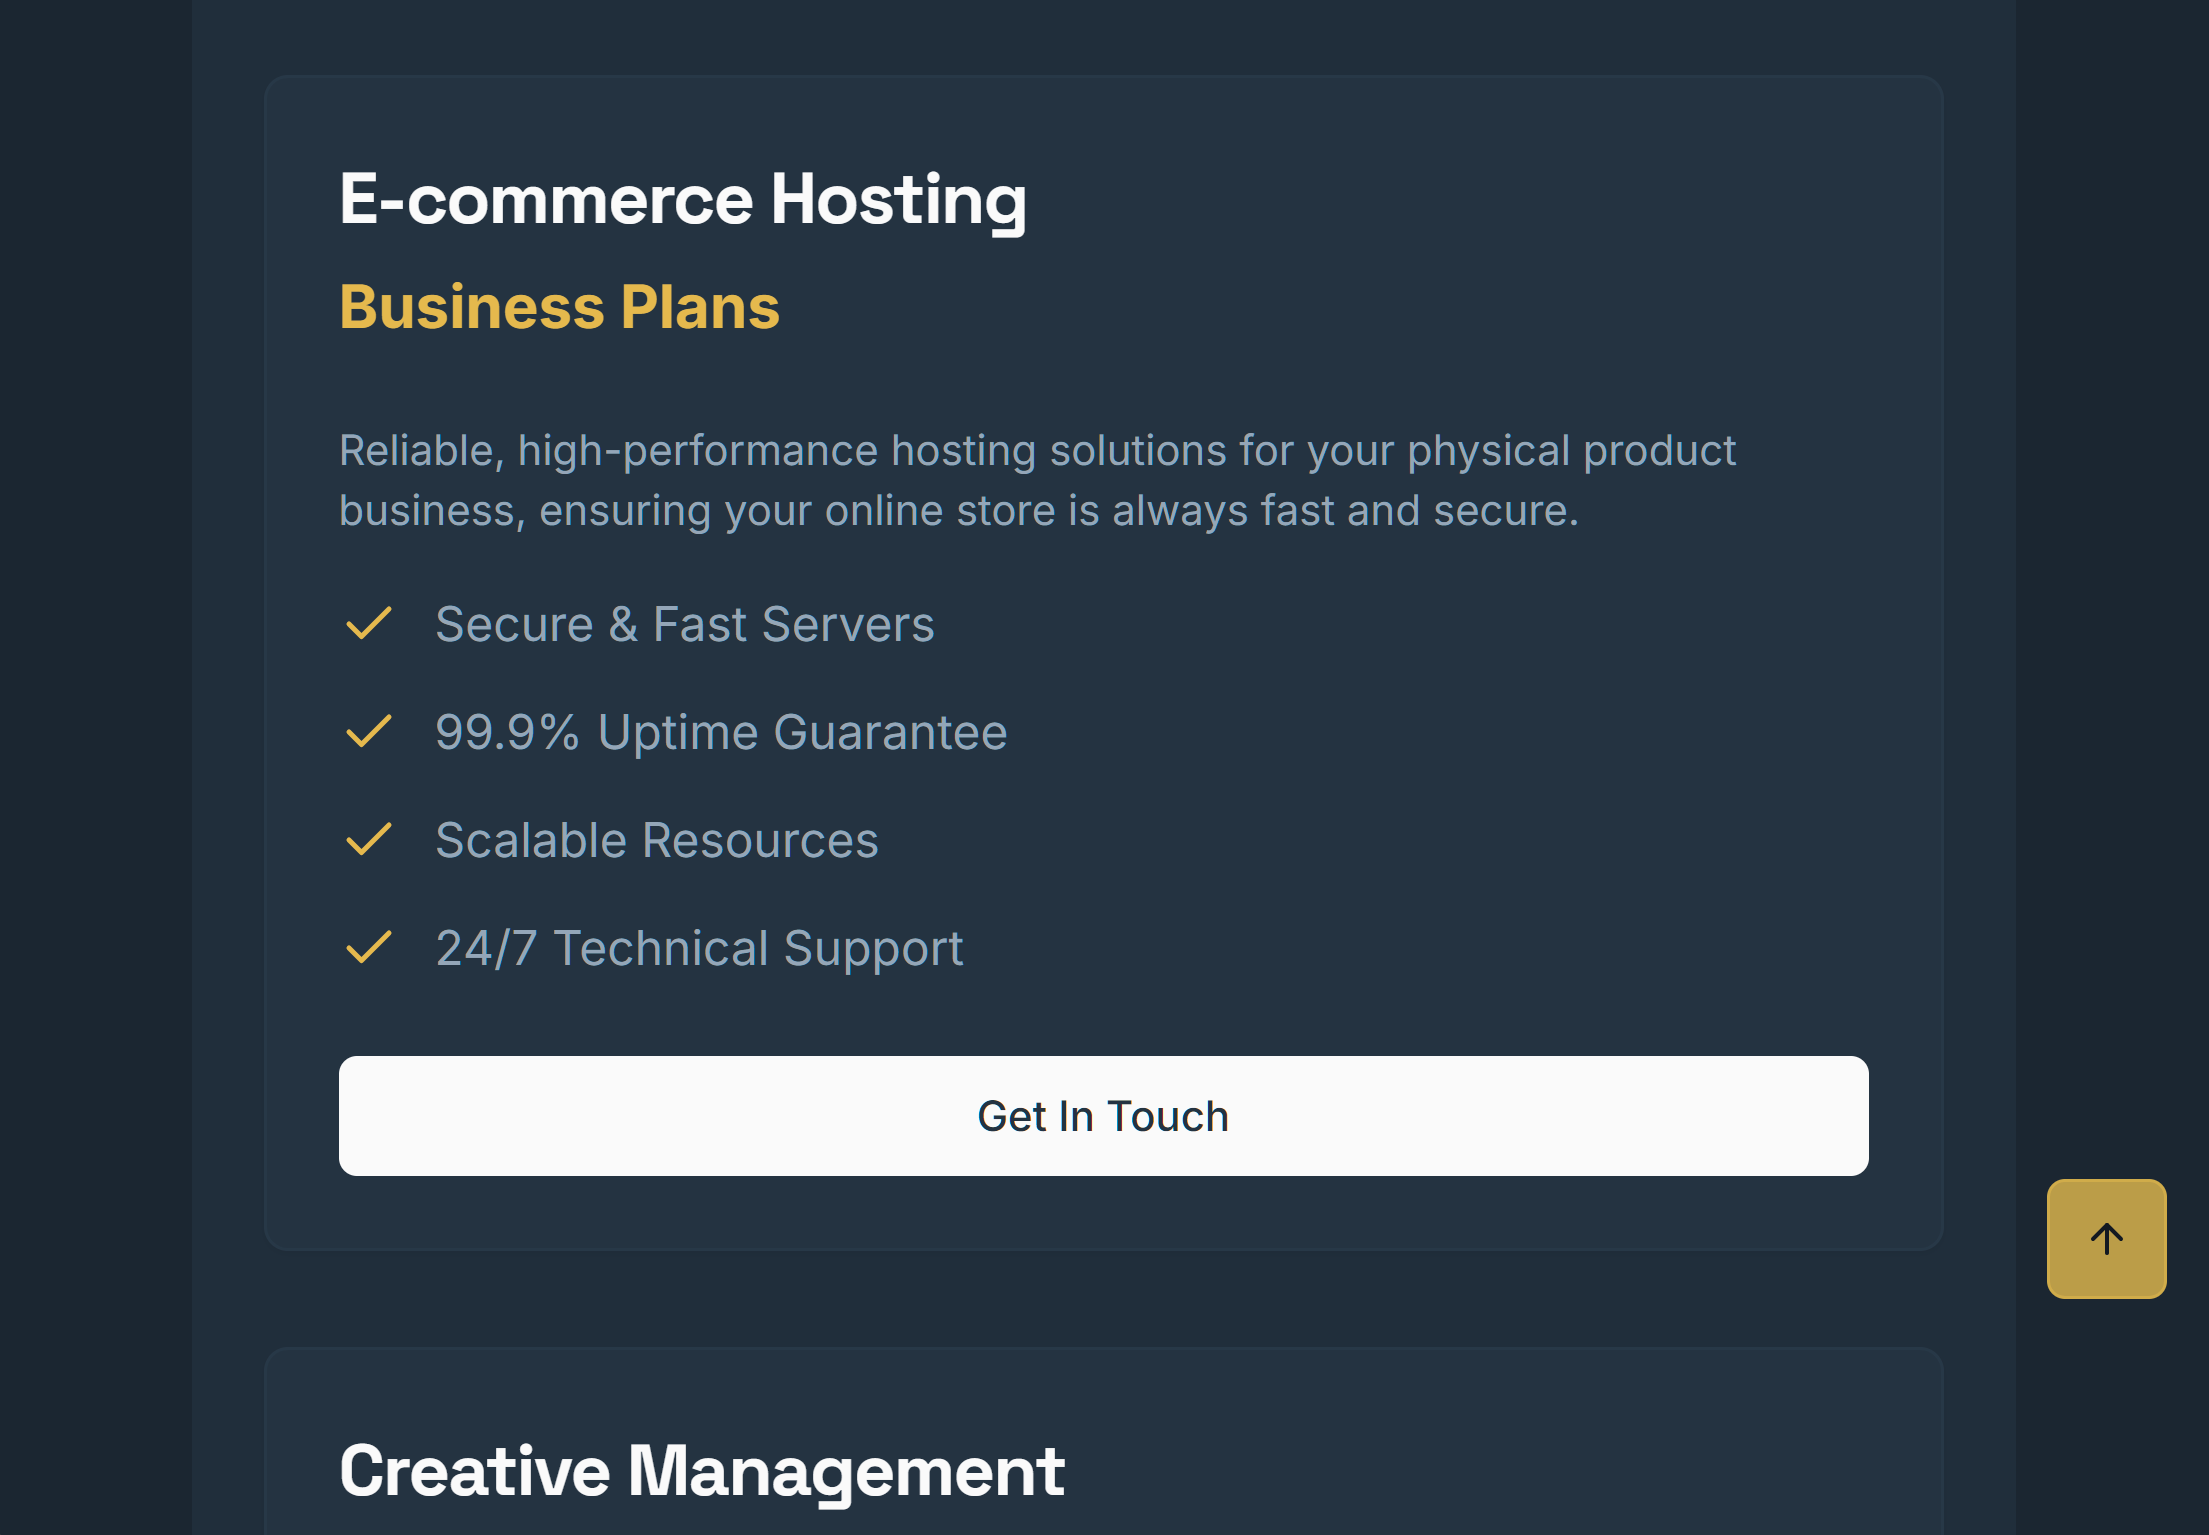 E-commerce Hosting
Business Plans
Reliable, high-performance hosting solutions for your physical product
business, ensuring your online store is always fast and secure.
Secure & Fast Servers
99.9% Uptime Guarantee
Scalable Resources
24/7 Technical Support
Get In Touch
Creative Management